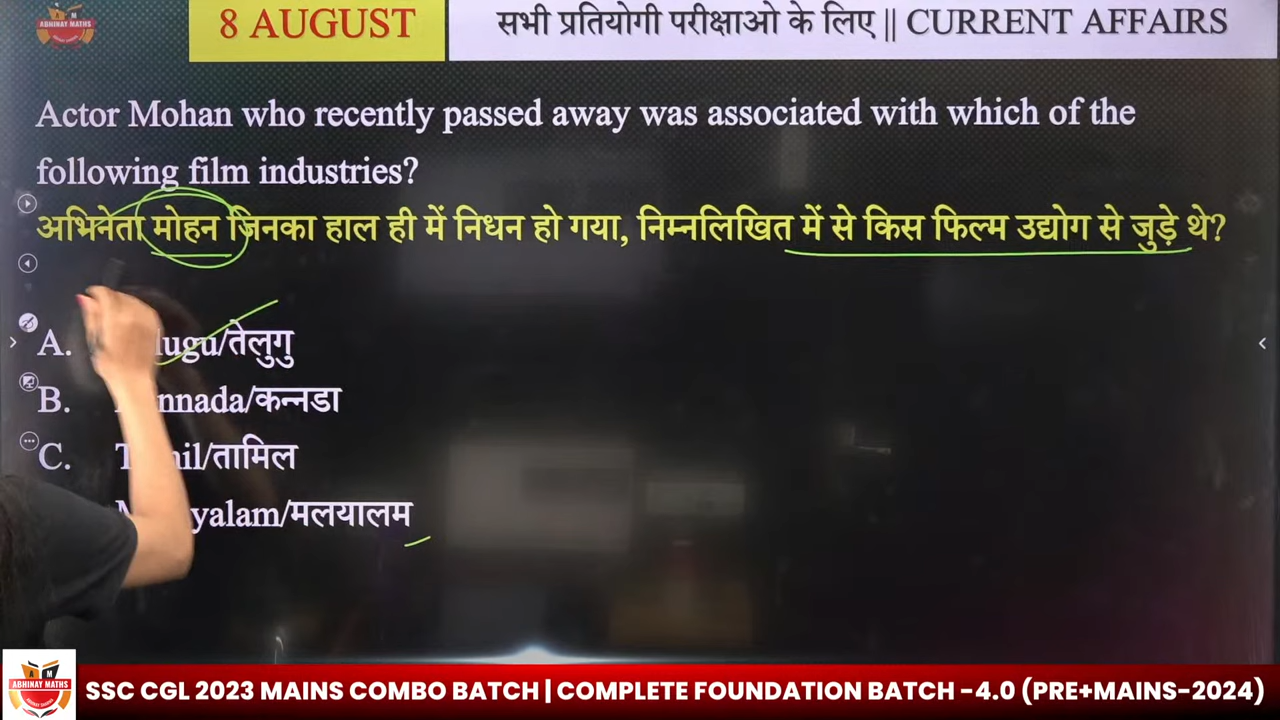 ABHINAY MATHS
8 AUGUST
सभी प्रतियोगी परीक्षाओ के लिए || CURRENT AFFAIRS
Actor Mohan who recently passed away was associated with which of the
following film industries?
अभिनेता मोहन जिनका हाल ही में निधन हो गया, निम्नलिखित में से किस फिल्म उद्योग से जुड़े थे?
A. lugu/तेलुगु
B. nnada/कन्नडा
C. T il/तामिल
M yalam/मलयालम
A M
ABHINAY MATHS
SSC CGL 2023 MAINS COMBO BATCH | COMPLETE FOUNDATION BATCH -4.0 (PRE+MAINS-2024)